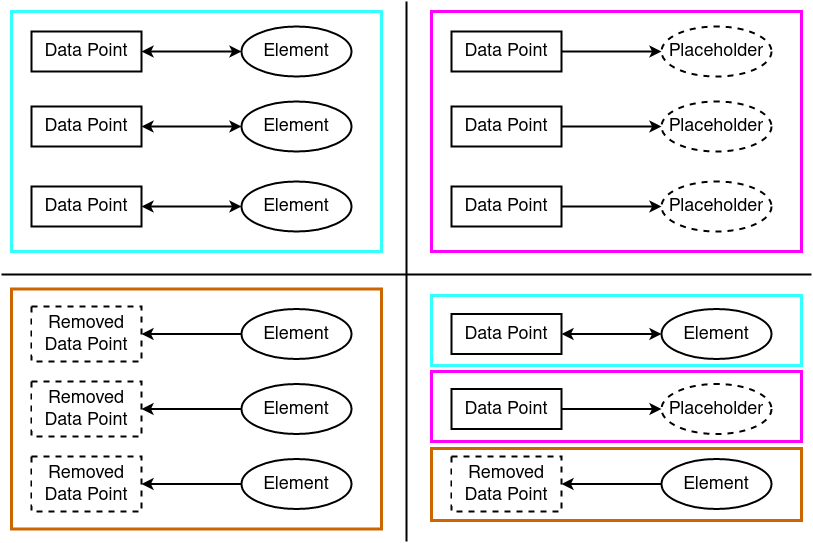 Data Point
Element
Data Point
Element
Data Point
Element
Data Point
Placeholder
Data Point
Placeholder
Data Point
Placeholder
Removed
Data Point
Element
Removed
Data Point
Element
Removed
Data Point
Element
Data Point
Element
Data Point
Placeholder
Removed
Data Point
Element